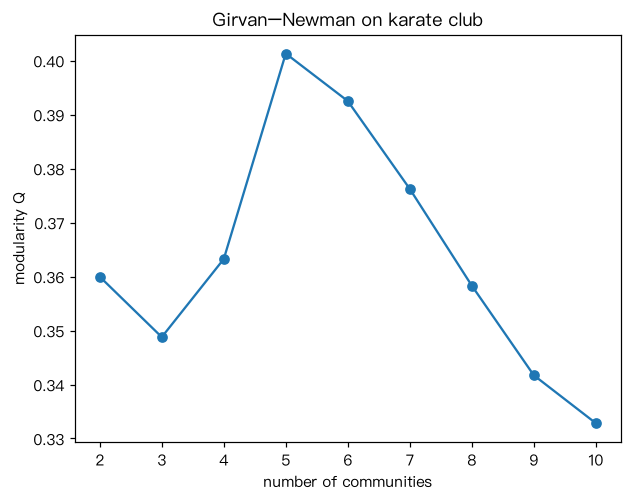 Girvan—Newman on karate club
modularity Q
0.40
0.39
0.38
0.37
0.36
0.35
0.34
0.33
2 3 4 5 6 7 8 9 10
number of communities